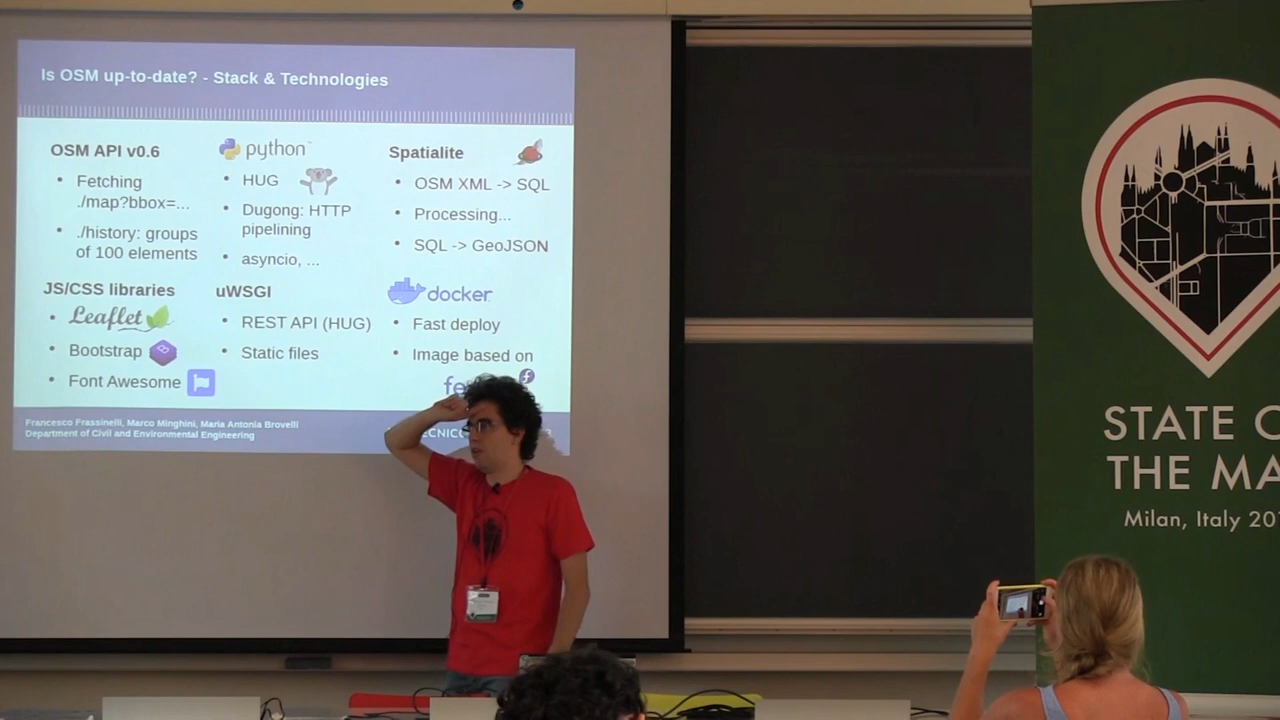 Is OSM up-to-date? - Stack & Technologies
OSM API v0.6
• Fetching
./map?bbox=...
• ./history: groups
of 100 elements
python
• HUG
• Dugong: HTTP
pipelining
• asyncio, ...
Spatialite
• OSM XML -> SQL
• Processing...
• SQL -> GeoJSON
JS/CSS libraries
• Leaflet
• Bootstrap
• Font Awesome
uWSGI
• REST API (HUG)
• Static files
docker
• Fast deploy
• Image based on
fe
Francesco Frassinelli, Marco Minghini, Maria Antonia Brovelli
Department of Civil and Environmental Engineering
TECNICO
STATE O
THE MA
Milan, Italy 20